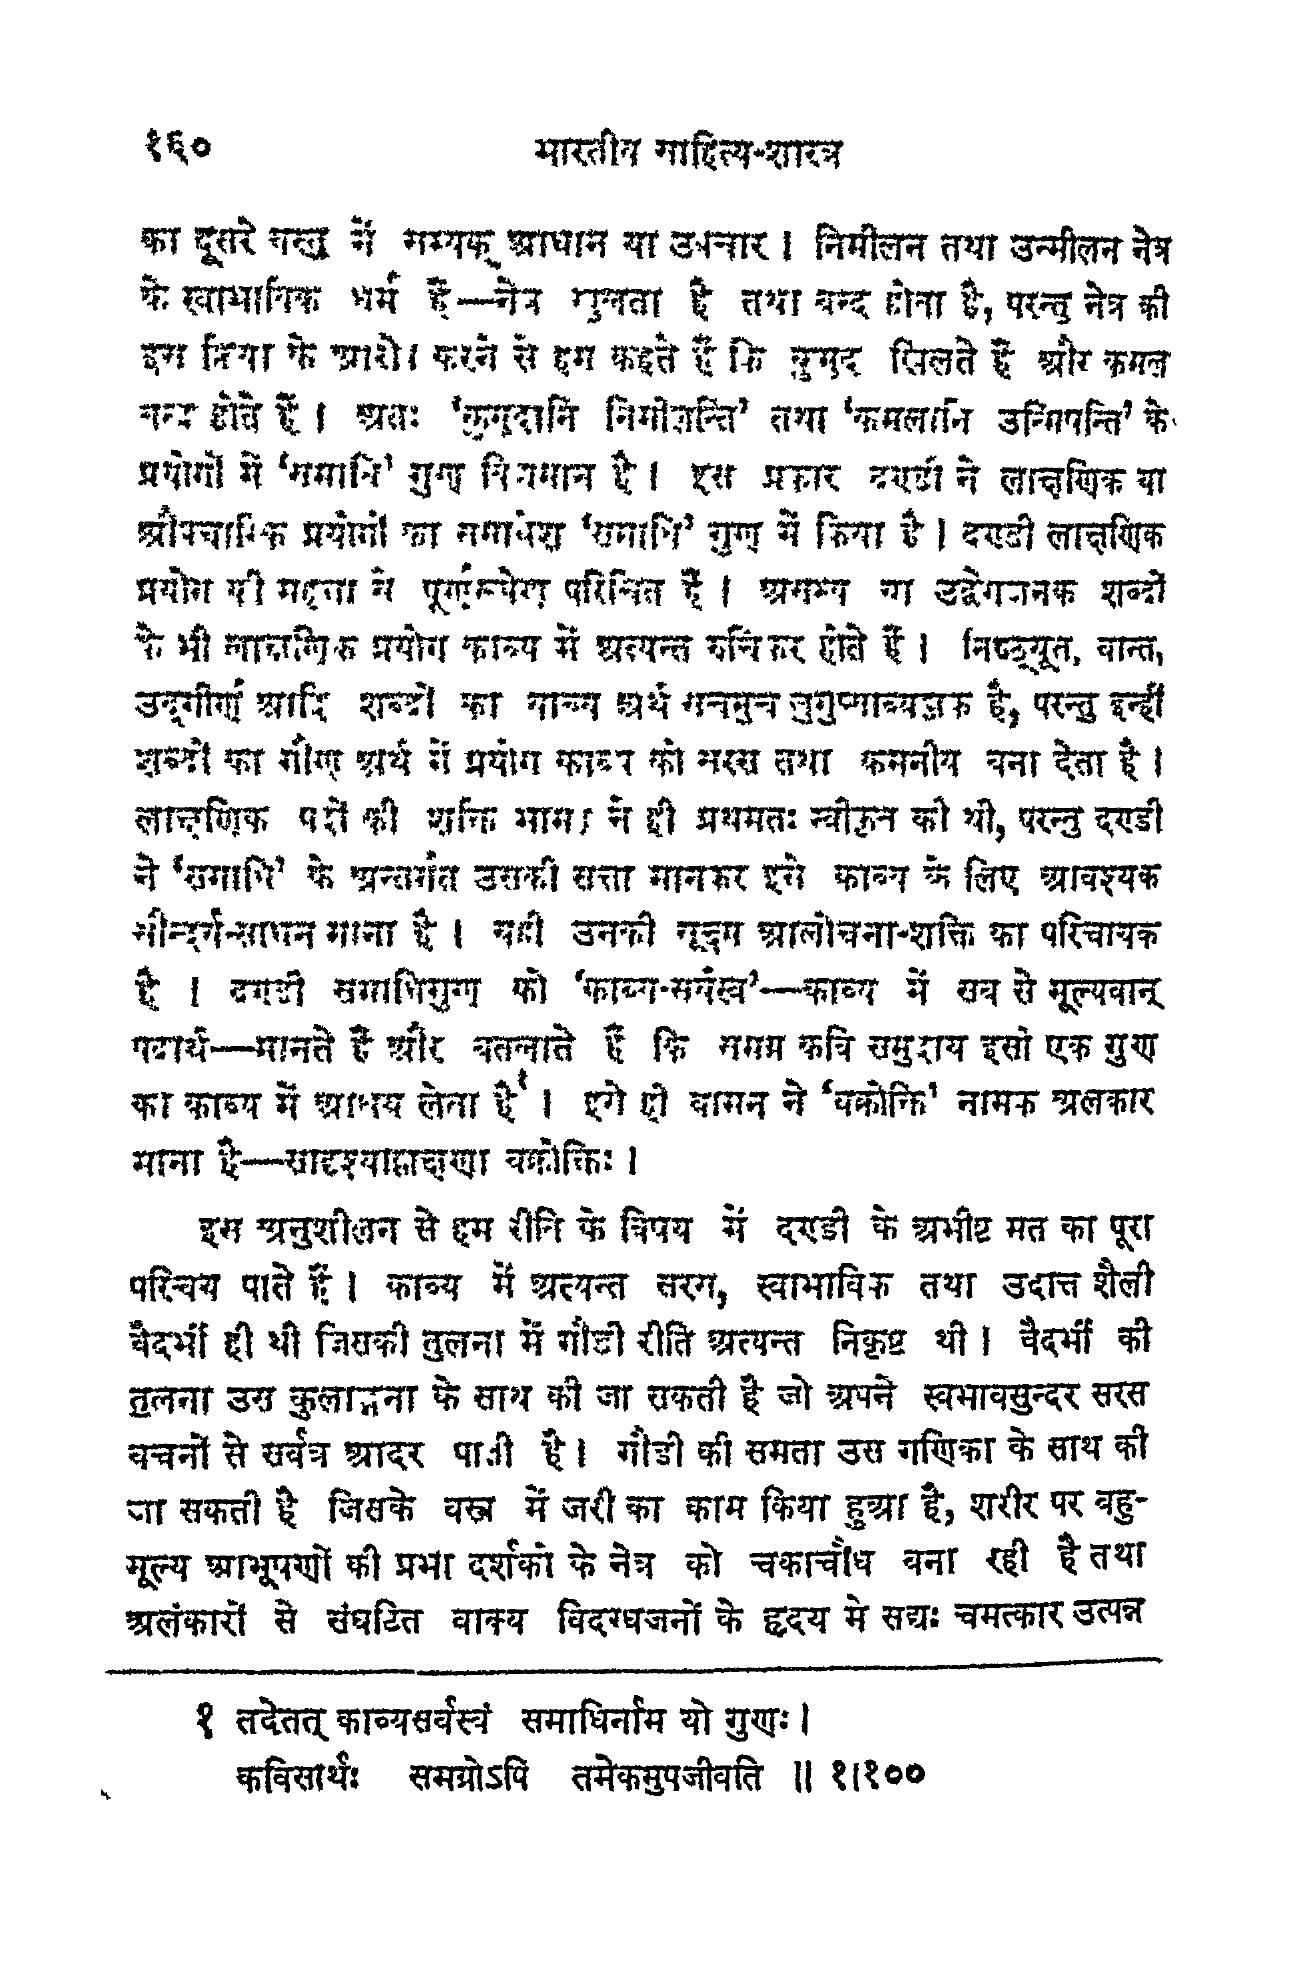 १६० भारतीय साहित्य-शास्त्र
का दूसरे वस्तु में सम्यक् आधान या उपचार। निमीलन तथा उन्मीलन नेत्र
के स्वाभाविक धर्म हैं—नेत्र खुलता है तथा बन्द होता है, परन्तु नेत्र की
इस क्रिया के आरोप करने से हम कहते हैं कि कुमुद खिलते हैं और कमल
बन्द होते हैं। अतः ‘कुमुदानि निमीलन्ति’ तथा ‘कमलानि उन्मिषन्ति’ के
प्रयोगों में ‘समाधि’ गुण विद्यमान है। इस प्रकार दण्डी ने लाक्षणिक या
औपचारिक प्रयोगों का समावेश ‘समाधि’ गुण में किया है। दण्डी लाक्षणिक
प्रयोग की महत्ता से पूर्णरूपेण परिचित हैं। असभ्य या उद्वेगजनक शब्दों
के भी लाक्षणिक प्रयोग काव्य में अत्यन्त रुचिकर होते हैं। निष्ठ्यूत, वान्त,
उद्गीर्ण आदि शब्दों का वाच्य अर्थ सचमुच जुगुप्साव्यञ्जक है, परन्तु इन्हीं
शब्दों का गौण अर्थ में प्रयोग काव्य को सरस तथा कमनीय बना देता है।
लाक्षणिक पदों की शक्ति भामह ने ही प्रथमतः स्वीकृत की थी, परन्तु दण्डी
ने ‘समाधि’ के अन्तर्गत उसकी सत्ता मानकर इसे काव्य के लिए आवश्यक
सौन्दर्य-साधन माना है। यही उनकी सूक्ष्म आलोचना-शक्ति का परिचायक
है। दण्डी समाधिगुण को ‘काव्य-सर्वस्व’—काव्य में सब से मूल्यवान्
पदार्थ—मानते हैं और बतलाते हैं कि समग्र कवि समुदाय इसी एक गुण
का काव्य में आश्रय लेता है¹। इसे ही वामन ने ‘वक्रोक्ति’ नामक अलंकार
माना है—सादृश्याल्लक्षणा वक्रोक्तिः।
इस अनुशीलन से हम रीति के विषय में दण्डी के अभीष्ट मत का पूरा
परिचय पाते हैं। काव्य में अत्यन्त सरस, स्वाभाविक तथा उदात्त शैली
वैदर्भी ही थी जिसकी तुलना में गौडी रीति अत्यन्त निकृष्ट थी। वैदर्भी की
तुलना उस कुलाङ्गना के साथ की जा सकती है जो अपने स्वभावसुन्दर सरस
वचनों से सर्वत्र आदर पाती है। गौडी की समता उस गणिका के साथ की
जा सकती है जिसके वस्त्र में जरी का काम किया हुआ है, शरीर पर बहु-
मूल्य आभूषणों की प्रभा दर्शकों के नेत्र को चकाचौंध बना रही है तथा
अलंकारों से संघटित वाक्य विदग्धजनों के हृदय मे सद्यः चमत्कार उत्पन्न
१ तदेतत् काव्यसर्वस्वं समाधिर्नाम यो गुणः।
कविसार्थः समग्रोऽपि तमेकमुपजीवति ॥ १।१००